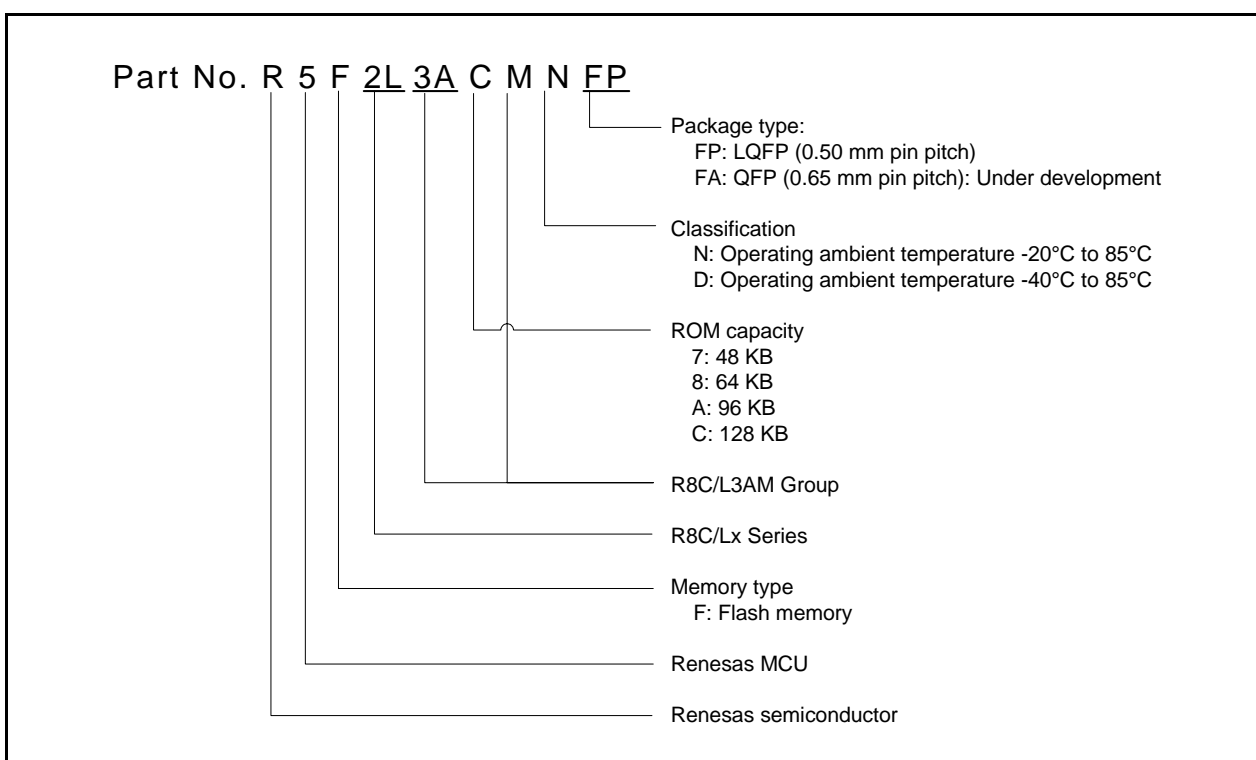 Part No. R 5 F 2L 3A C M N FP
Package type:
FP: LQFP (0.50 mm pin pitch)
FA: QFP (0.65 mm pin pitch): Under development
Classification
N: Operating ambient temperature -20°C to 85°C
D: Operating ambient temperature -40°C to 85°C
ROM capacity
7: 48 KB
8: 64 KB
A: 96 KB
C: 128 KB
R8C/L3AM Group
R8C/Lx Series
Memory type
F: Flash memory
Renesas MCU
Renesas semiconductor